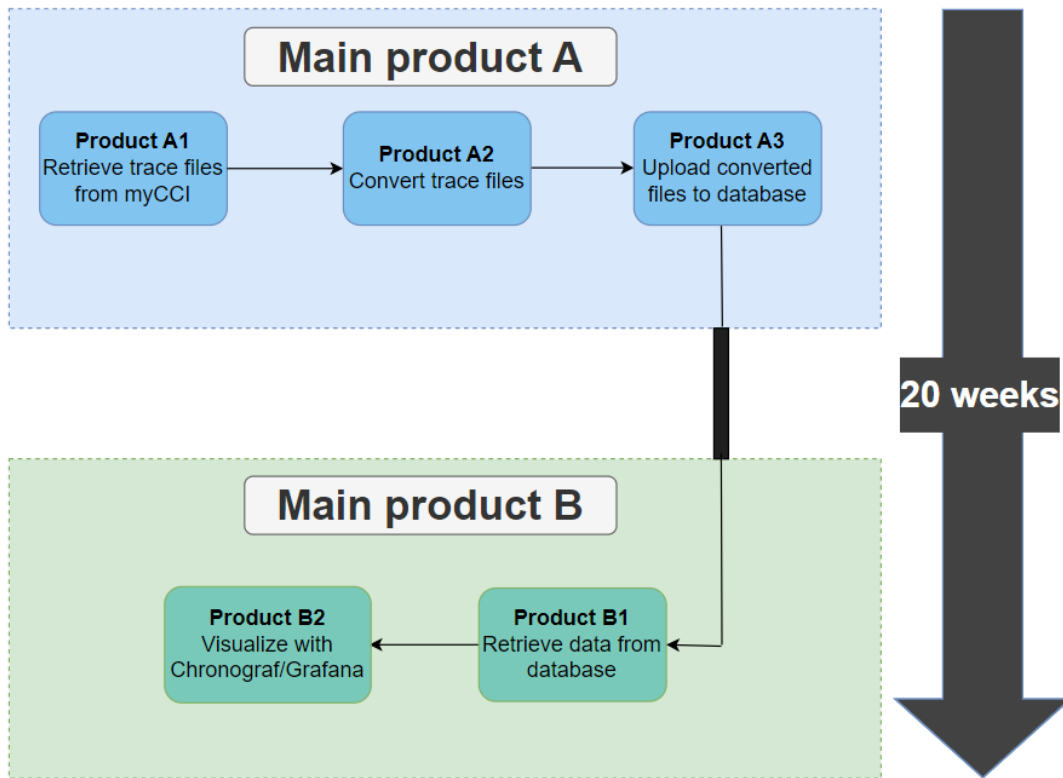 Main product A
Product A1
Retrieve trace files
from myCCI
Product A2
Convert trace files
Product A3
Upload converted
files to database
20 weeks
Main product B
Product B2
Visualize with
Chronograf/Grafana
Product B1
Retrieve data from
database